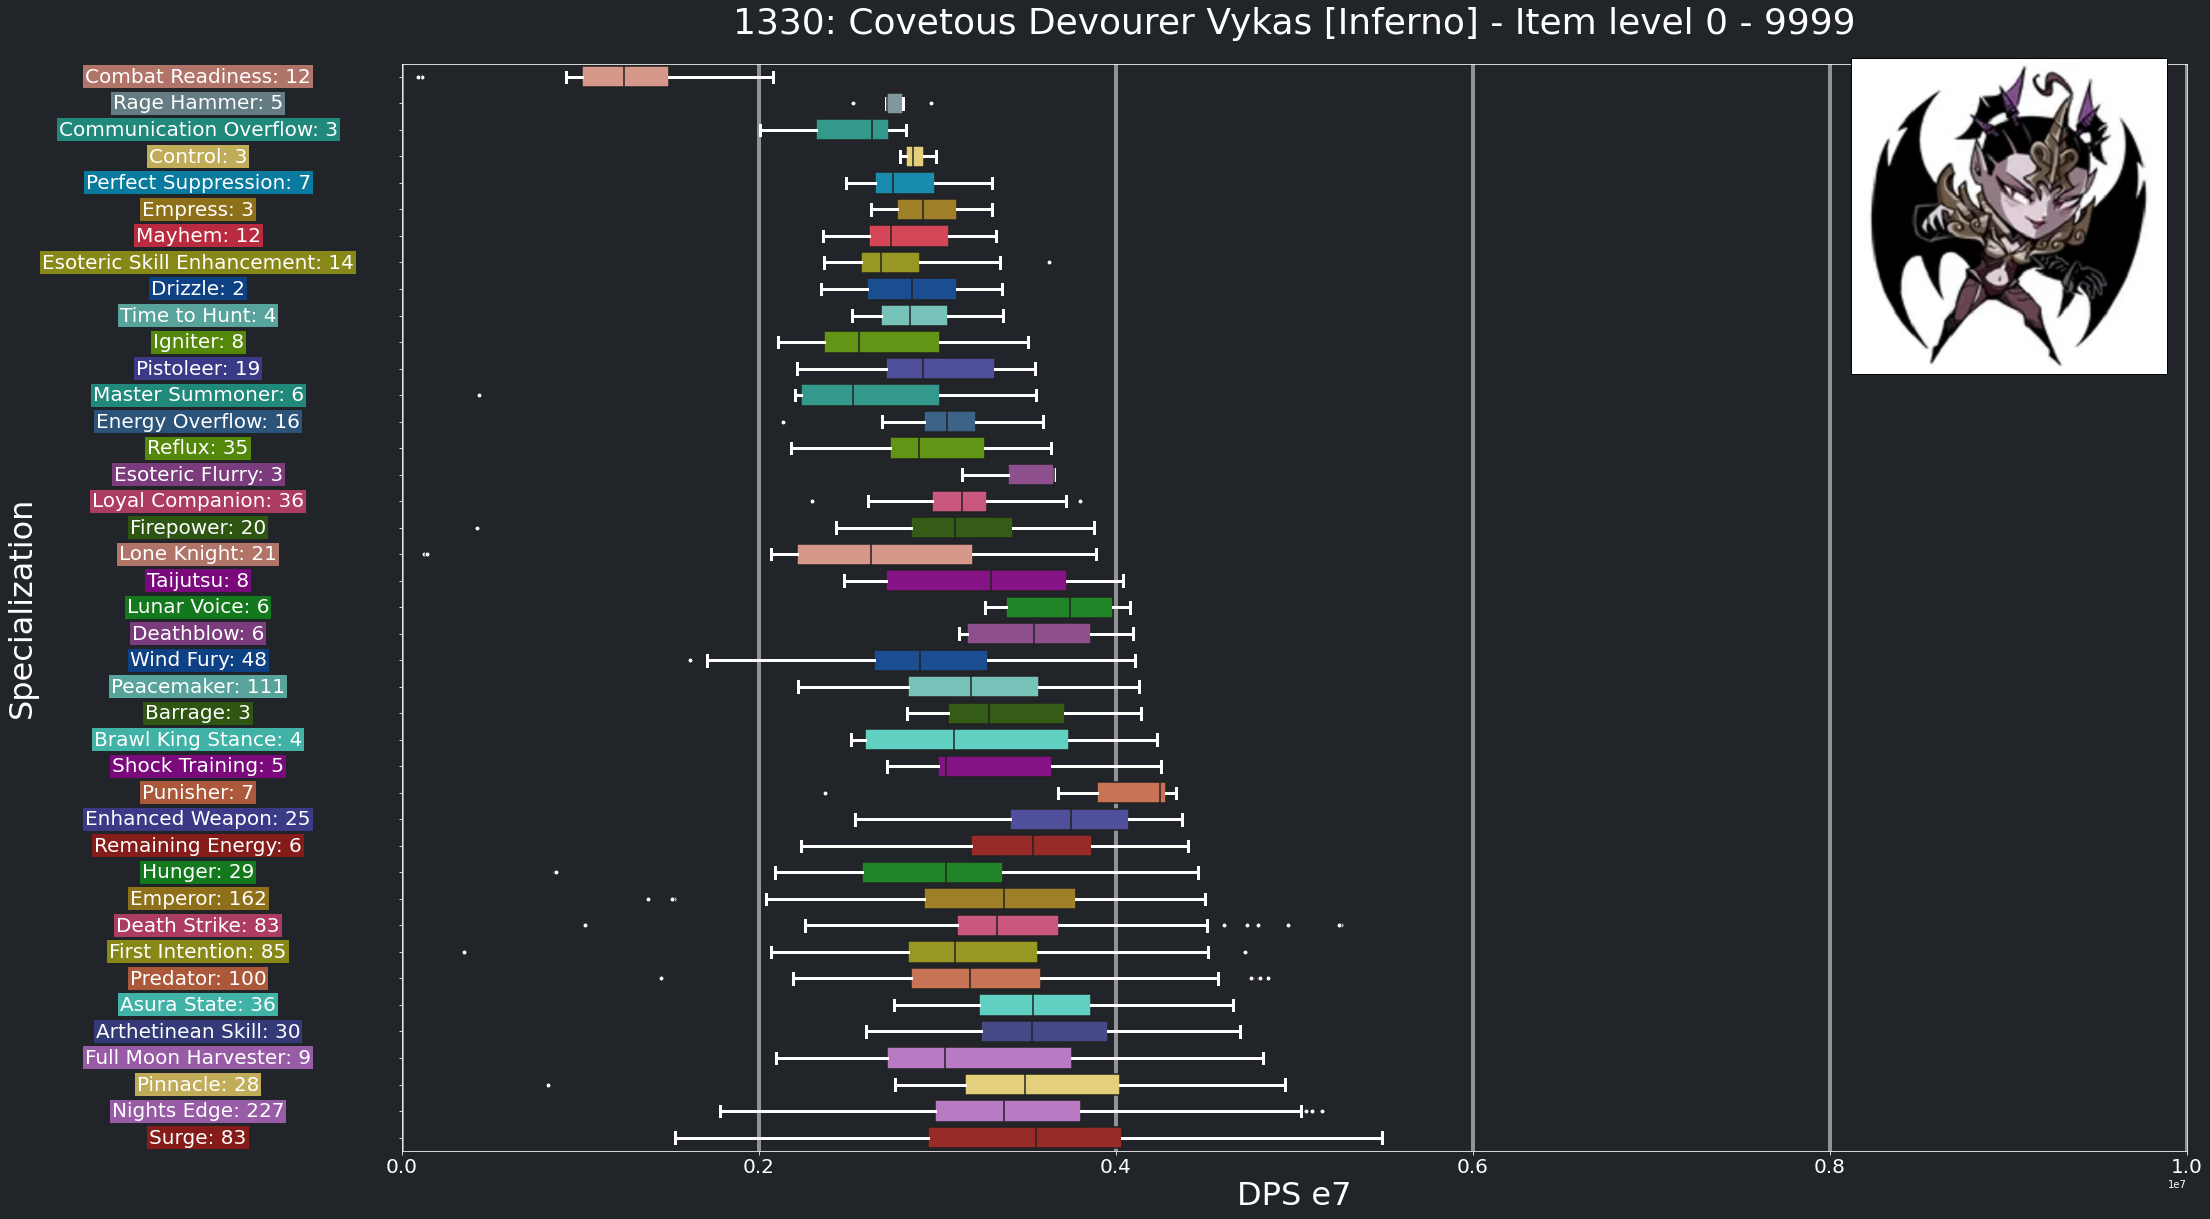 1330: Covetous Devourer Vykas [Inferno] - Item level 0 - 9999
Specialization
Combat Readiness: 12
Rage Hammer: 5
Communication Overflow: 3
Control: 3
Perfect Suppression: 7
Empress: 3
Mayhem: 12
Esoteric Skill Enhancement: 14
Drizzle: 2
Time to Hunt: 4
Igniter: 8
Pistoleer: 19
Master Summoner: 6
Energy Overflow: 16
Reflux: 35
Esoteric Flurry: 3
Loyal Companion: 36
Firepower: 20
Lone Knight: 21
Taijutsu: 8
Lunar Voice: 6
Deathblow: 6
Wind Fury: 48
Peacemaker: 111
Barrage: 3
Brawl King Stance: 4
Shock Training: 5
Punisher: 7
Enhanced Weapon: 25
Remaining Energy: 6
Hunger: 29
Emperor: 162
Death Strike: 83
First Intention: 85
Predator: 100
Asura State: 36
Arthetinean Skill: 30
Full Moon Harvester: 9
Pinnacle: 28
Nights Edge: 227
Surge: 83
0.0 0.2 0.4 0.6 0.8 1.0
1e7
DPS e7